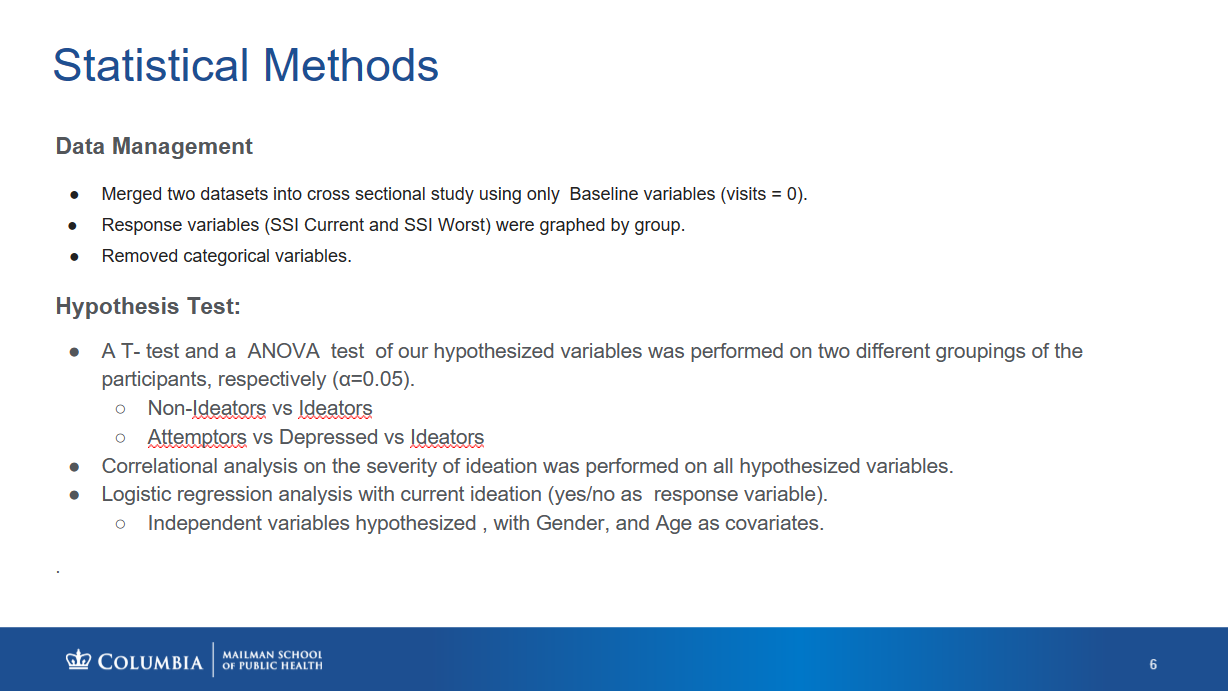 Statistical Methods
Data Management
● Merged two datasets into cross sectional study using only  Baseline variables (visits = 0).
● Response variables (SSI Current and SSI Worst) were graphed by group.
● Removed categorical variables.
Hypothesis Test:
● A T- test and a  ANOVA  test  of our hypothesized variables was performed on two different groupings of the
participants, respectively (α=0.05).
○ Non-Ideators vs Ideators
○ Attemptors vs Depressed vs Ideators
● Correlational analysis on the severity of ideation was performed on all hypothesized variables.
● Logistic regression analysis with current ideation (yes/no as  response variable).
○ Independent variables hypothesized , with Gender, and Age as covariates.
.
COLUMBIA
MAILMAN SCHOOL
OF PUBLIC HEALTH
6